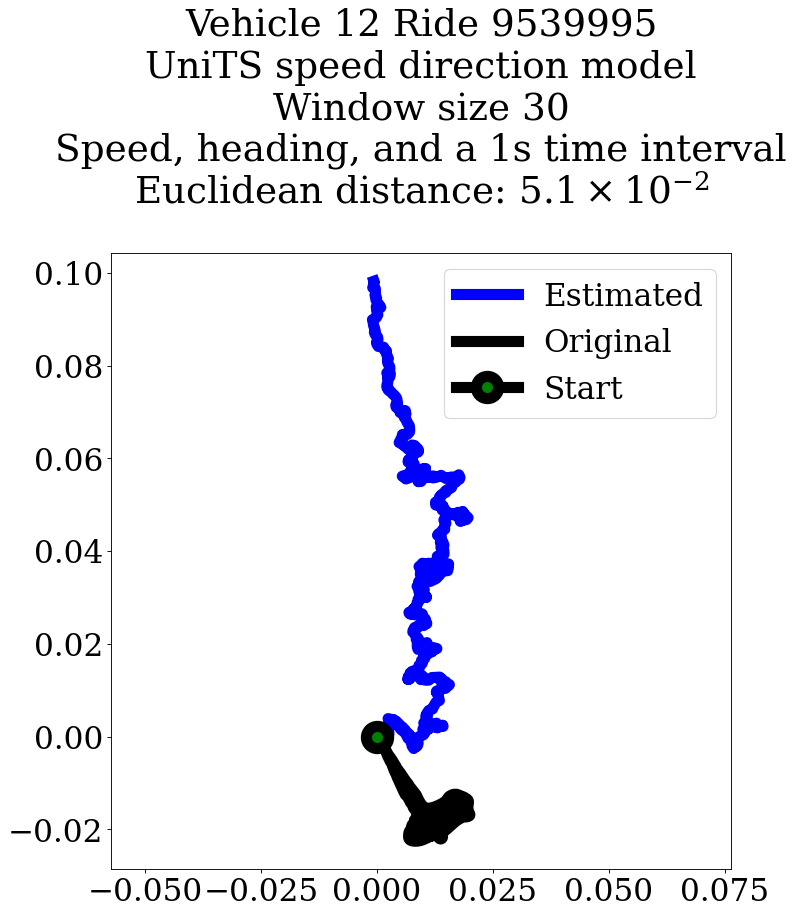 Vehicle 12 Ride 9539995
UniTS speed direction model
Window size 30
Speed, heading, and a 1s time interval
Euclidean distance: 5.1 × 10⁻²
Estimated
Original
Start
0.10
0.08
0.06
0.04
0.02
0.00
−0.02
−0.050 −0.025 0.000 0.025 0.050 0.075